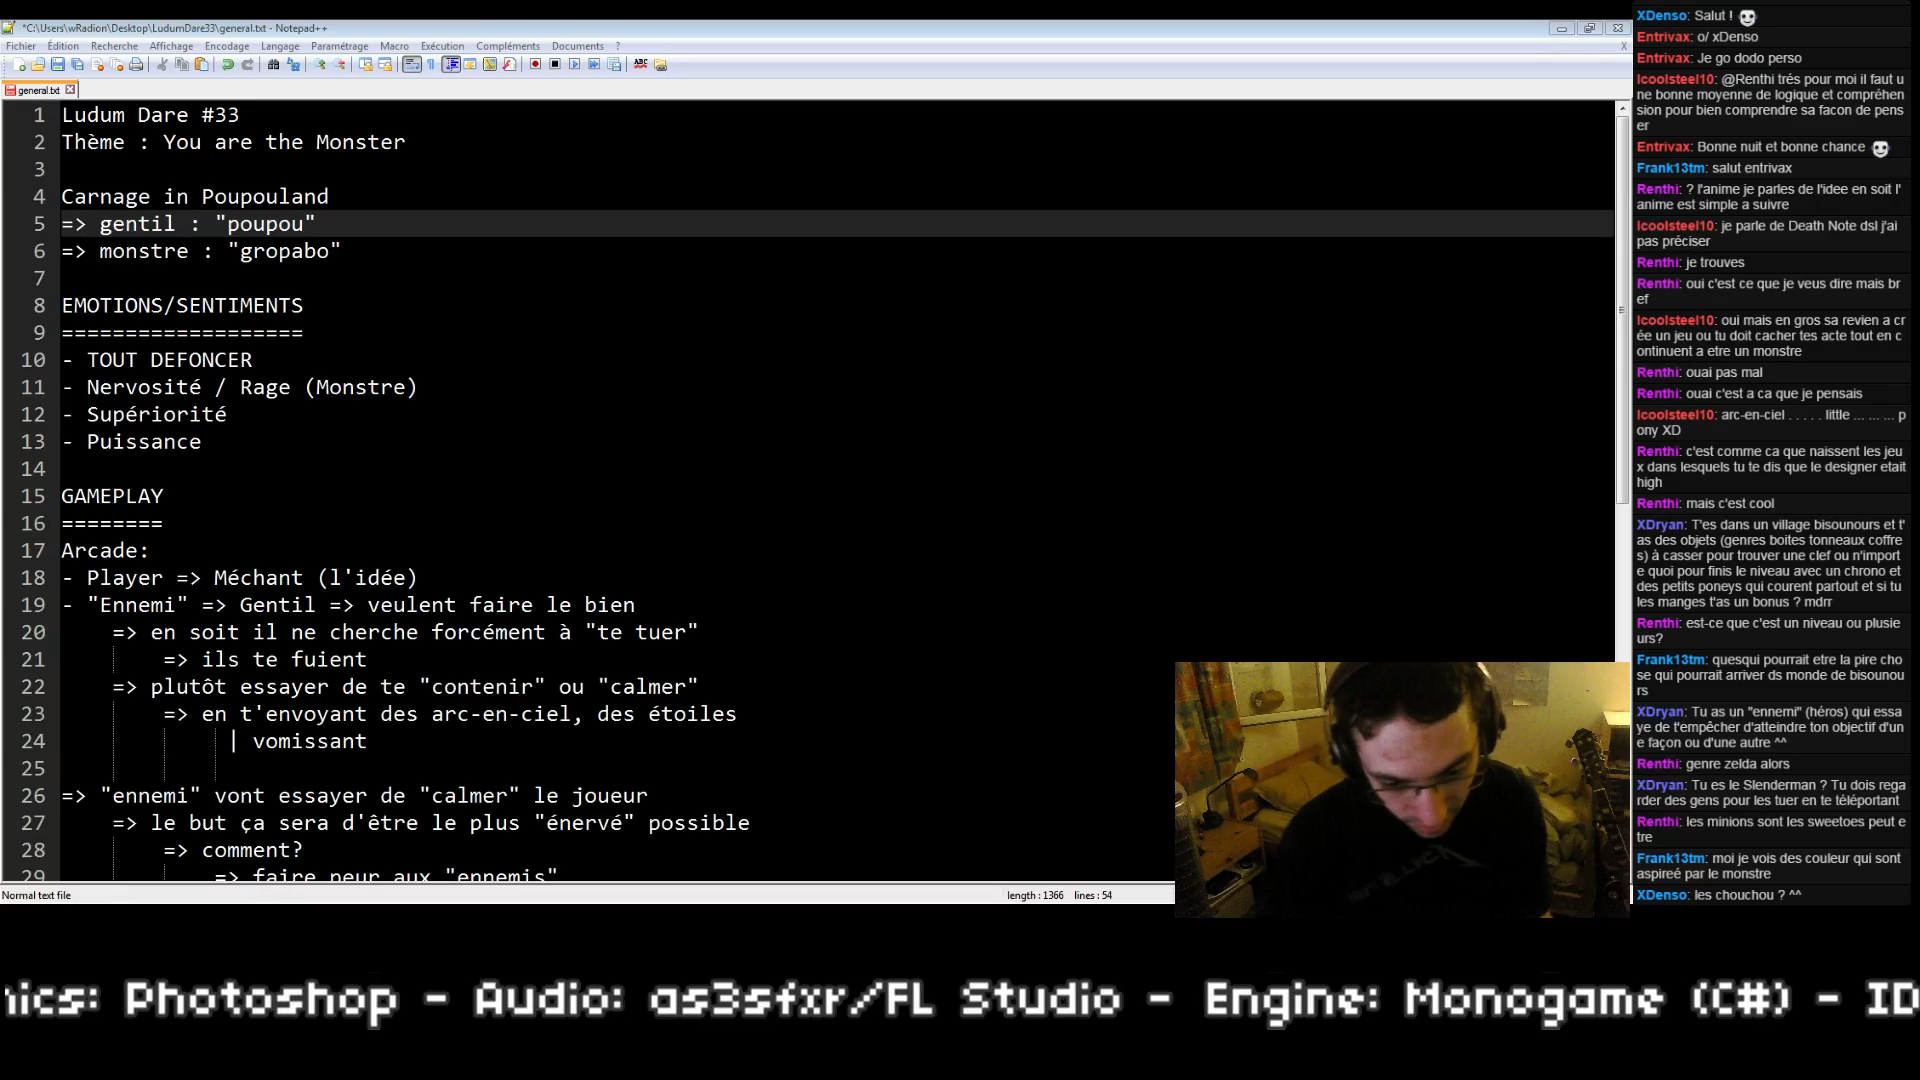 *C:\Users\wRadion\Desktop\LudumDare33\general.txt - Notepad++
Fichier Édition Recherche Affichage Encodage Langage Paramétrage Macro Exécution Compléments Documents ?
X
general.txt
1 Ludum Dare #33
2 Thème : You are the Monster
3
4 Carnage in Poupouland
5 => gentil : "poupou"
6 => monstre : "gropabo"
7
8 EMOTIONS/SENTIMENTS
9 ===================
10 - TOUT DEFONCER
11 - Nervosité / Rage (Monstre)
12 - Supériorité
13 - Puissance
14
15 GAMEPLAY
16 ========
17 Arcade:
18 - Player => Méchant (l'idée)
19 - "Ennemi" => Gentil => veulent faire le bien
20 => en soit il ne cherche forcément à "te tuer"
21 => ils te fuient
22 => plutôt essayer de te "contenir" ou "calmer"
23 => en t'envoyant des arc-en-ciel, des étoiles
24 | vomissant
25
26 => "ennemi" vont essayer de "calmer" le joueur
27 => le but ça sera d'être le plus "énervé" possible
28 => comment?
29 => faire peur aux "ennemis"
Normal text file
length : 1366 lines : 54
XDenso: Salut !
Entrivax: o/ xDenso
Entrivax: Je go dodo perso
Icoolsteel10: @Renthi trés pour moi il faut u
ne bonne moyenne de logique et compréhen
sion pour bien comprendre sa facon de pens
er
Entrivax: Bonne nuit et bonne chance
Frank13tm: salut entrivax
Renthi: ? l'anime je parles de l'idee en soit l'
anime est simple a suivre
Icoolsteel10: je parle de Death Note dsl j'ai
pas préciser
Renthi: je trouves
Renthi: oui c'est ce que je veus dire mais br
ef
Icoolsteel10: oui mais en gros sa revien a cr
ée un jeu ou tu doit cacher tes acte tout en c
ontinuent a etre un monstre
Renthi: ouai pas mal
Renthi: ouai c'est a ca que je pensais
Icoolsteel10: arc-en-ciel . . . . . little ... ... ... p
ony XD
Renthi: c'est comme ca que naissent les jeu
x dans lesquels tu te dis que le designer etait
high
Renthi: mais c'est cool
XDryan: T'es dans un village bisounours et t'
as des objets (genres boites tonneaux coffre
s) à casser pour trouver une clef ou n'import
e quoi pour finis le niveau avec un chrono et
des petits poneys qui courent partout et si tu
les manges t'as un bonus ? mdrr
Renthi: est-ce que c'est un niveau ou plusie
urs?
Frank13tm: quesqui pourrait etre la pire cho
se qui pourrait arriver ds monde de bisounou
rs
XDryan: Tu as un "ennemi" (héros) qui essa
ye de t'empêcher d'atteindre ton objectif d'un
e façon ou d'une autre ^^
Renthi: genre zelda alors
XDryan: Tu es le Slenderman ? Tu dois rega
rder des gens pour les tuer en te téléportant
Renthi: les minions sont les sweetoes peut e
tre
Frank13tm: moi je vois des couleur qui sont
aspireé par le monstre
XDenso: les chouchou ? ^^
nics: Photoshop - Audio: as3sfxr/FL Studio - Engine: Monogame (C#) - ID